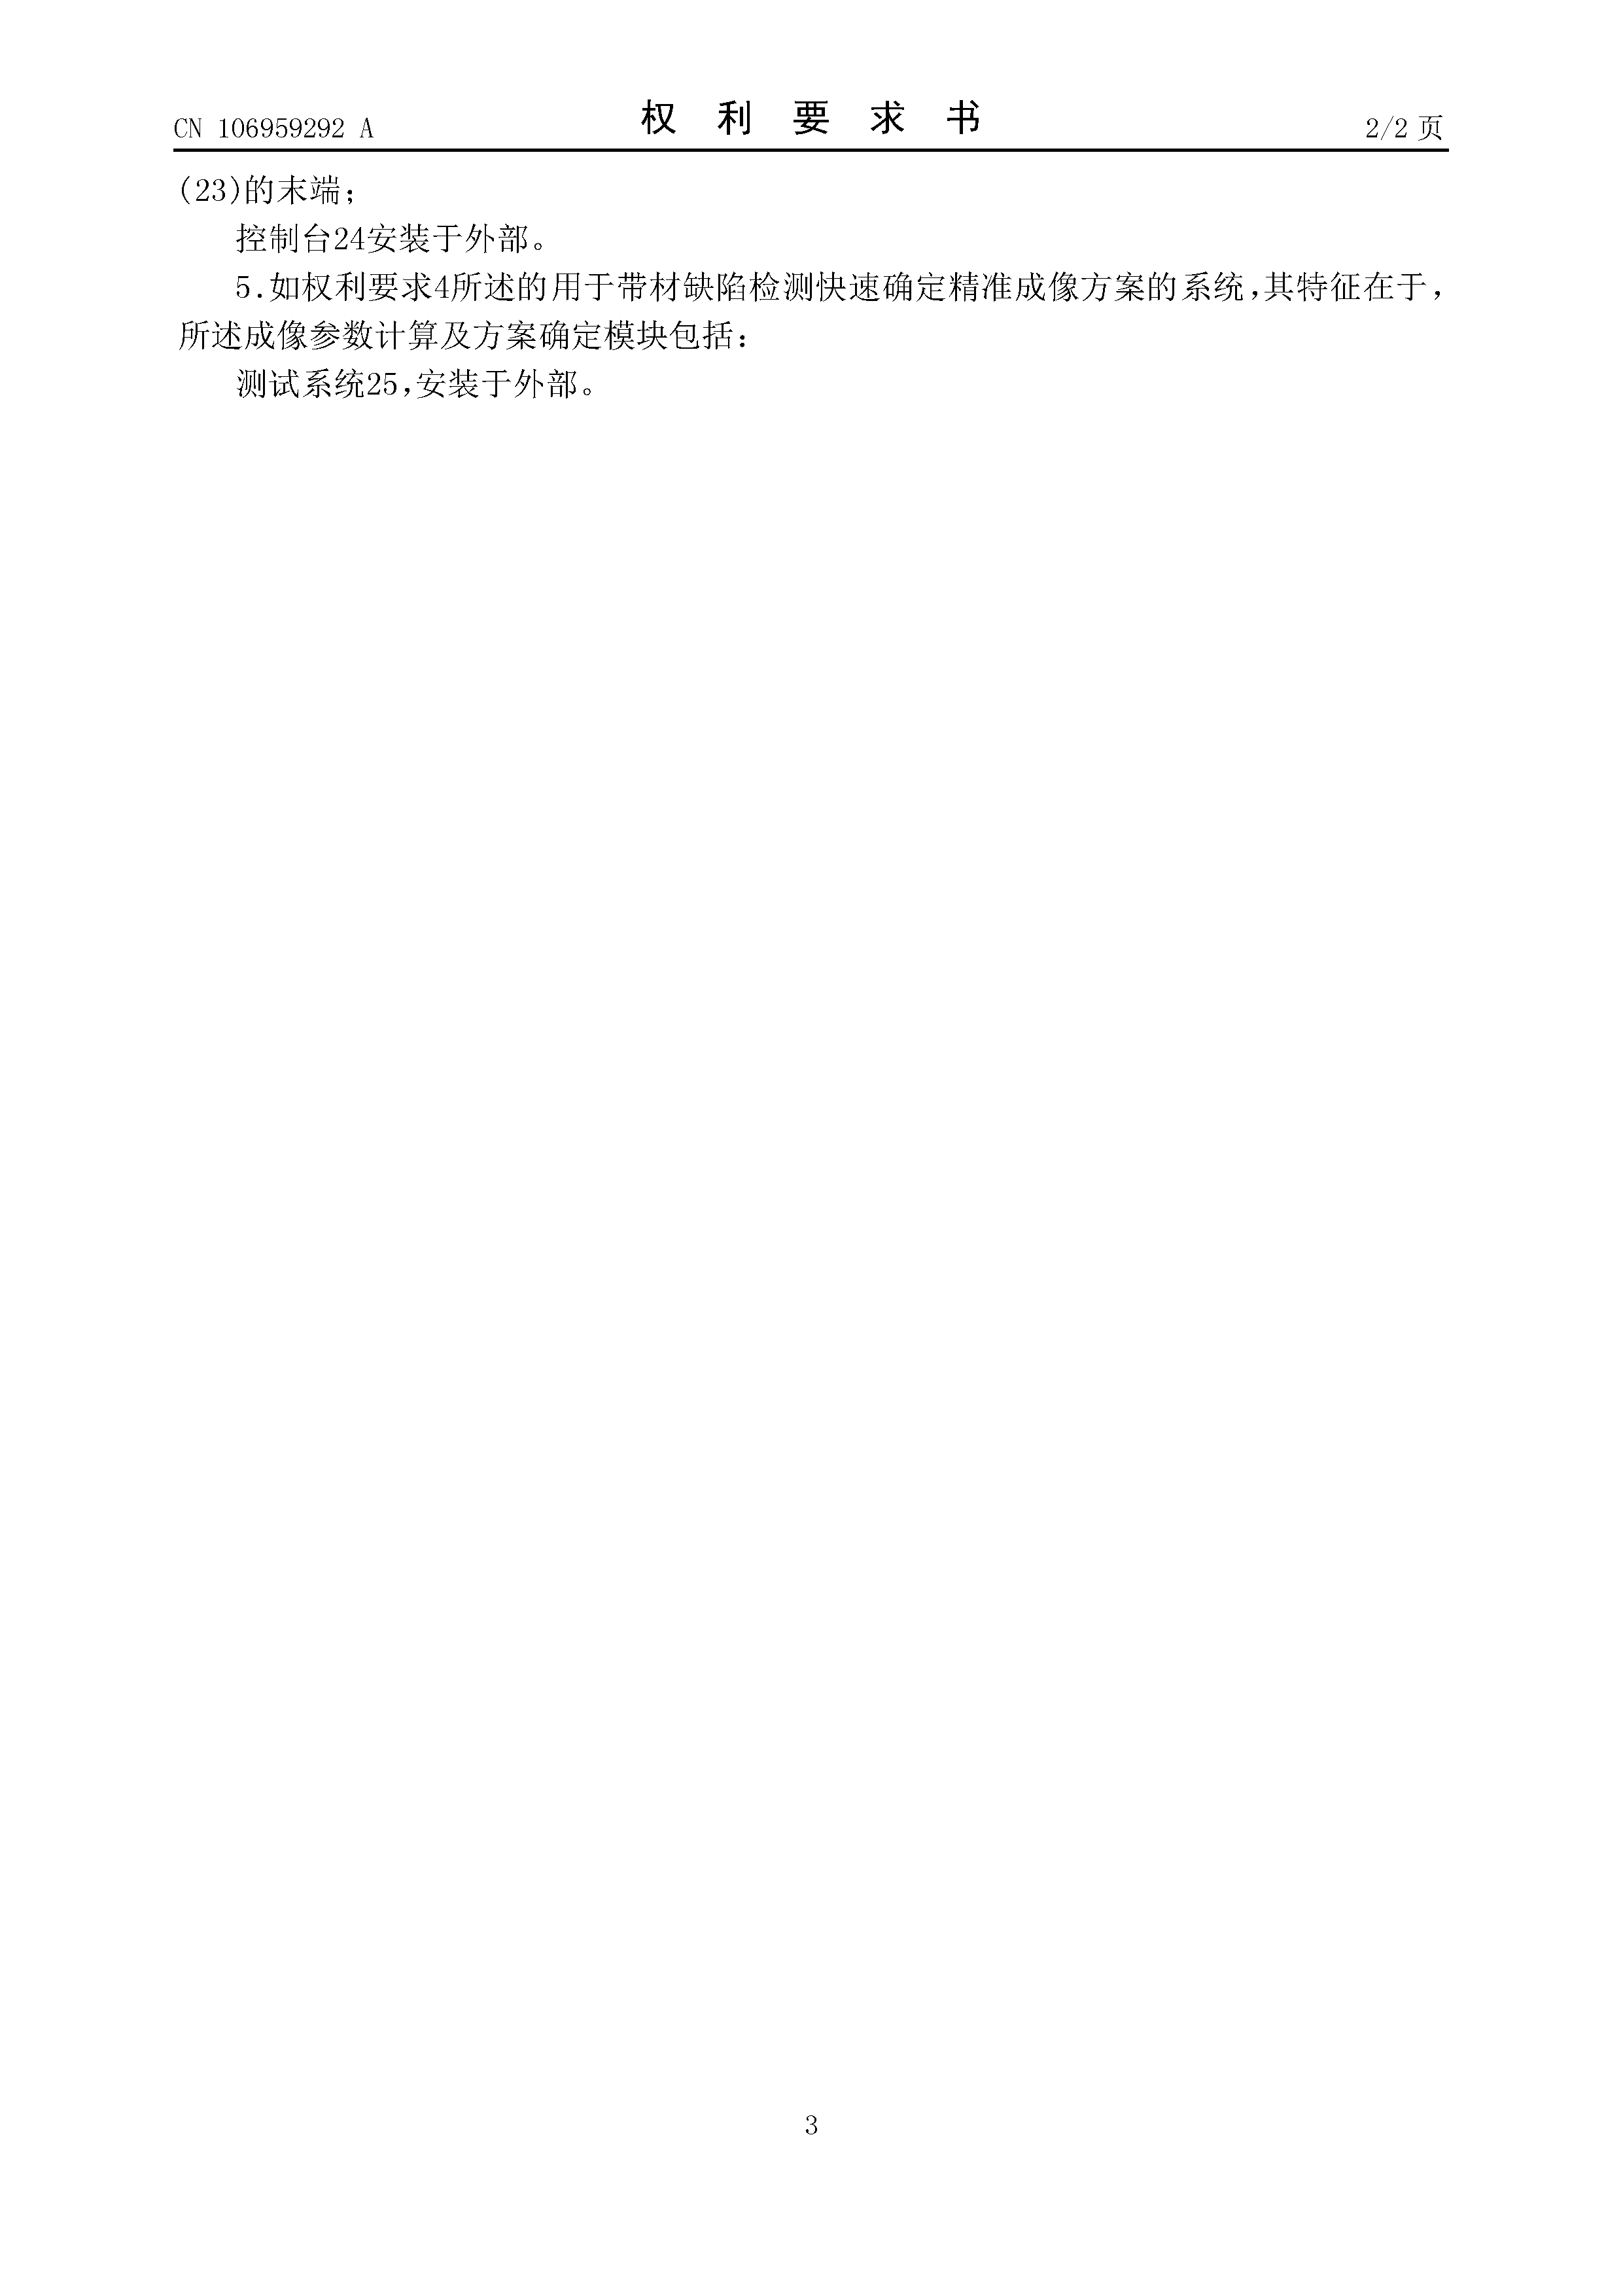 CN 106959292 A
权 利 要 求 书
2/2 页
(23)的末端;
控制台24安装于外部。
5.如权利要求4所述的用于带材缺陷检测快速确定精准成像方案的系统,其特征在于,
所述成像参数计算及方案确定模块包括:
测试系统25,安装于外部。
3